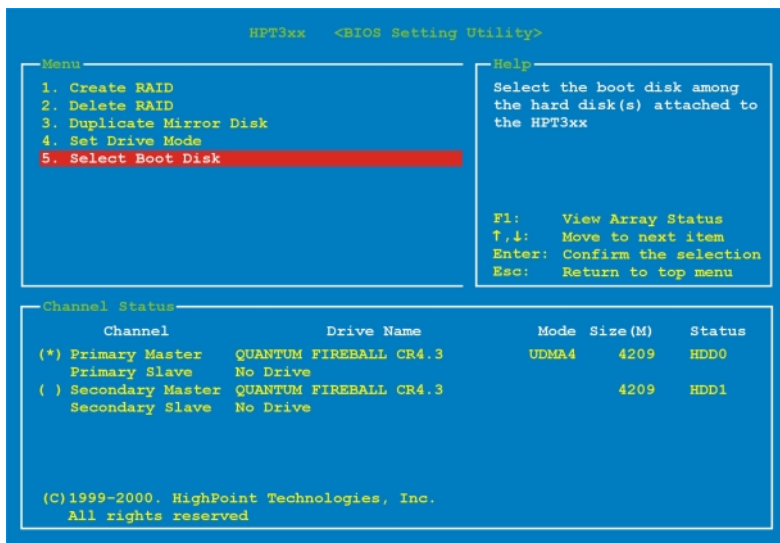 HPT3xx <BIOS Setting Utility>
Menu
1. Create RAID
2. Delete RAID
3. Duplicate Mirror Disk
4. Set Drive Mode
5. Select Boot Disk
Help
Select the boot disk among
the hard disk(s) attached to
the HPT3xx
F1: View Array Status
↑,↓: Move to next item
Enter: Confirm the selection
Esc: Return to top menu
Channel Status
Channel Drive Name Mode Size(M) Status
(*) Primary Master QUANTUM FIREBALL CR4.3 UDMA4 4209 HDD0
Primary Slave No Drive
( ) Secondary Master QUANTUM FIREBALL CR4.3 4209 HDD1
Secondary Slave No Drive
(C)1999-2000. HighPoint Technologies, Inc.
All rights reserved